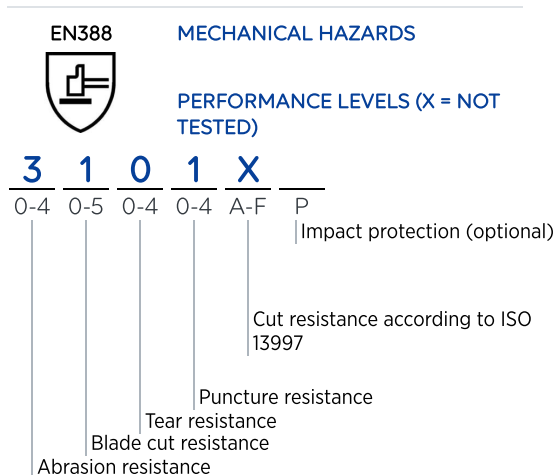 EN388
MECHANICAL HAZARDS
PERFORMANCE LEVELS (X = NOT
TESTED)
3 1 0 1 X
0-4 0-5 0-4 0-4 A-F P
Impact protection (optional)
Cut resistance according to ISO
13997
Puncture resistance
Tear resistance
Blade cut resistance
Abrasion resistance